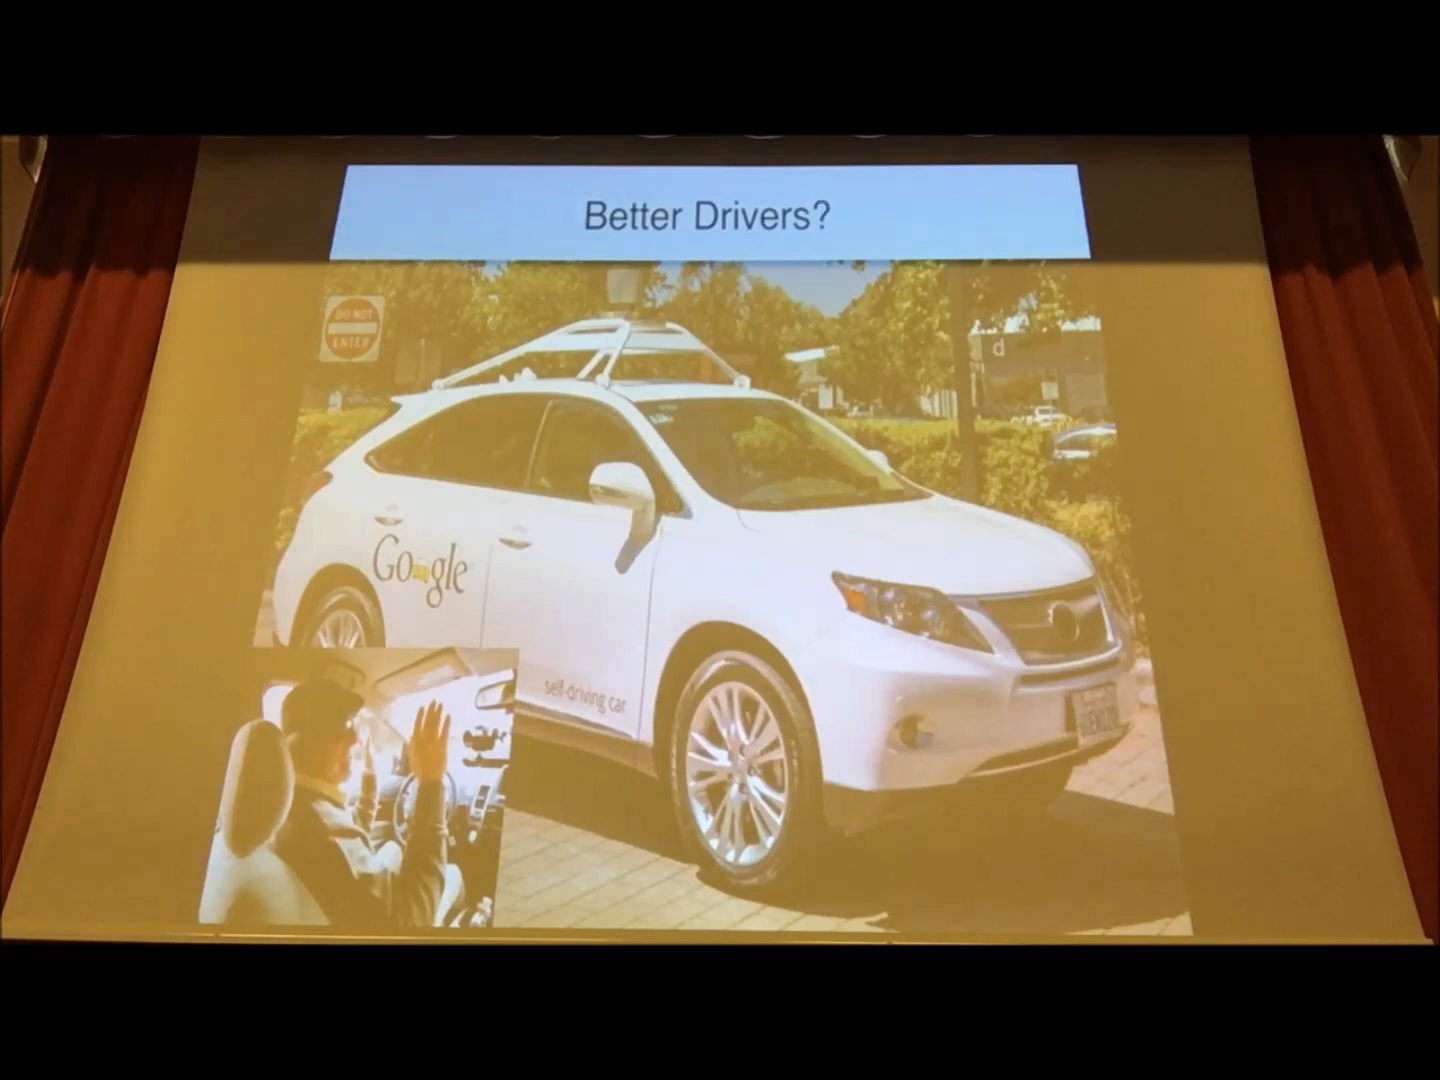 Better Drivers?
DO NOT
ENTER
d
Google
self-driving car